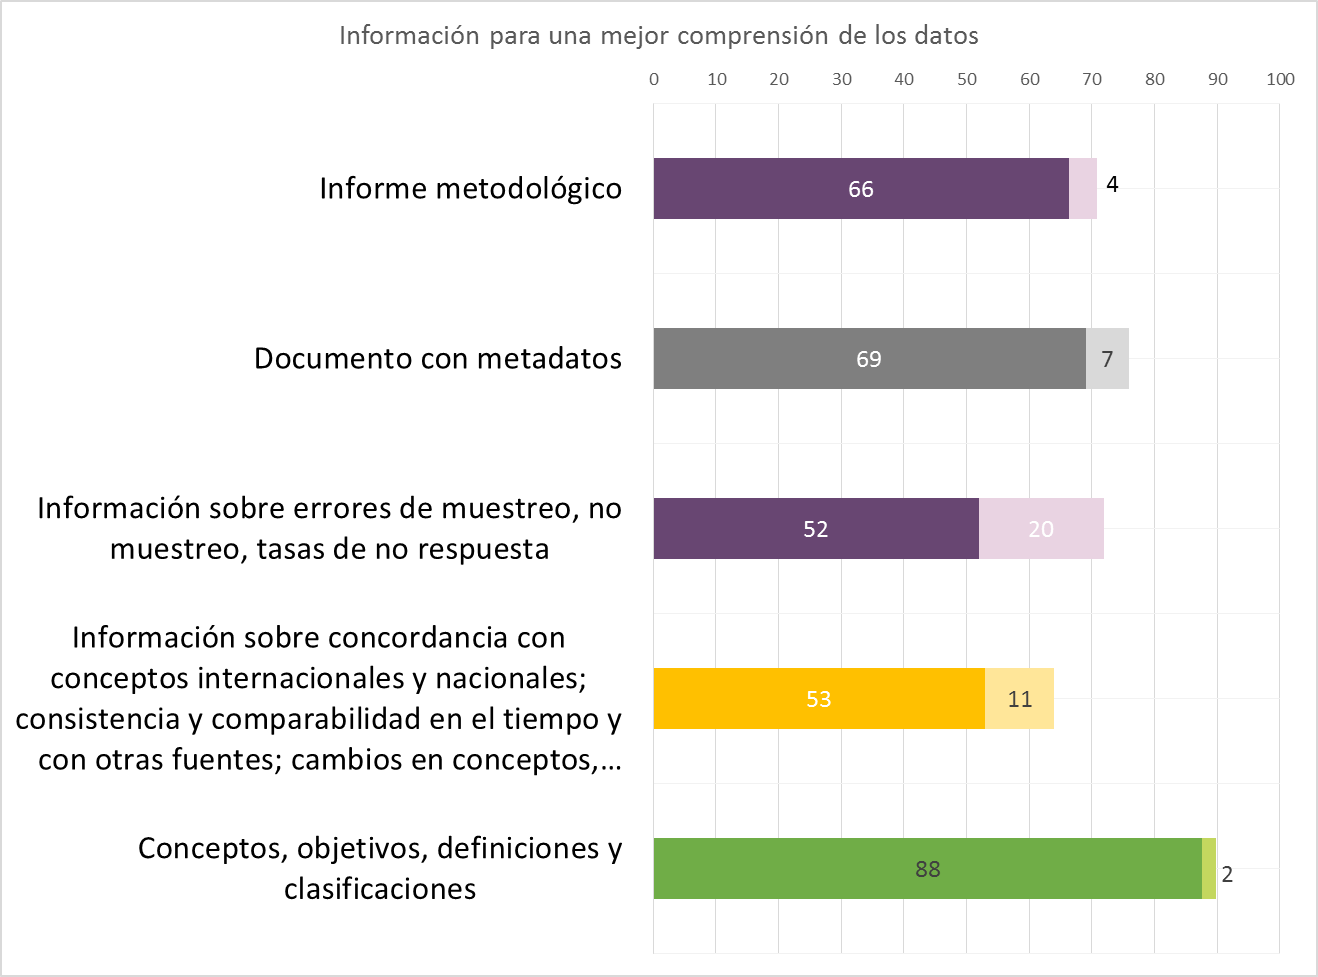 Información para una mejor comprensión de los datos
0 10 20 30 40 50 60 70 80 90 100
Informe metodológico
66 4
Documento con metadatos
69 7
Información sobre errores de muestreo, no
muestreo, tasas de no respuesta
52 20
Información sobre concordancia con
conceptos internacionales y nacionales;
consistencia y comparabilidad en el tiempo y
con otras fuentes; cambios en conceptos,...
53 11
Conceptos, objetivos, definiciones y
clasificaciones
88 2